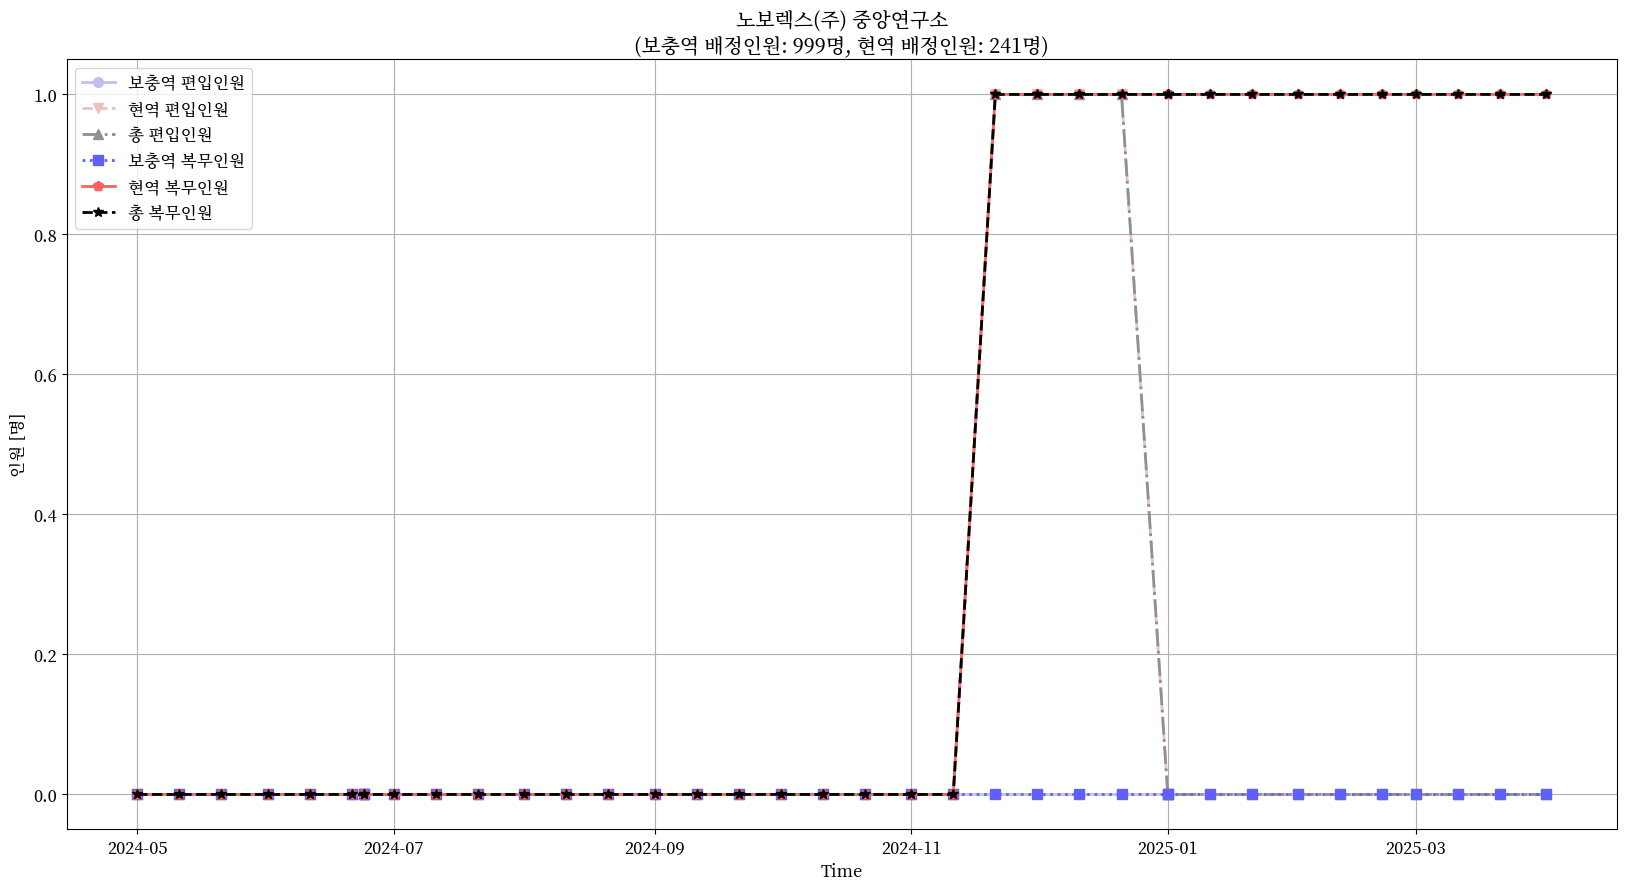 노보렉스(주) 중앙연구소
(보충역 배정인원: 999명, 현역 배정인원: 241명)
보충역 편입인원
현역 편입인원
총 편입인원
보충역 복무인원
현역 복무인원
총 복무인원
1.0
0.8
0.6
0.4
0.2
0.0
인원 [명]
2024-05
2024-07
2024-09
2024-11
2025-01
2025-03
Time